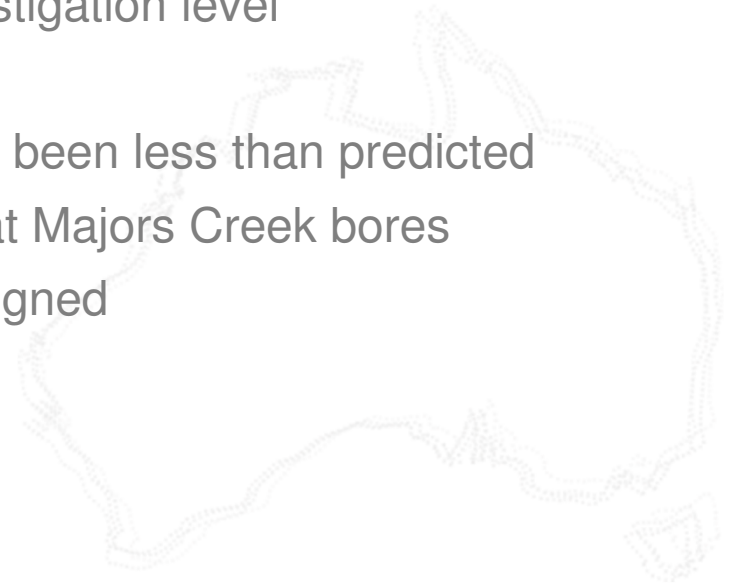 stigation level
been less than predicted
at Majors Creek bores
gned